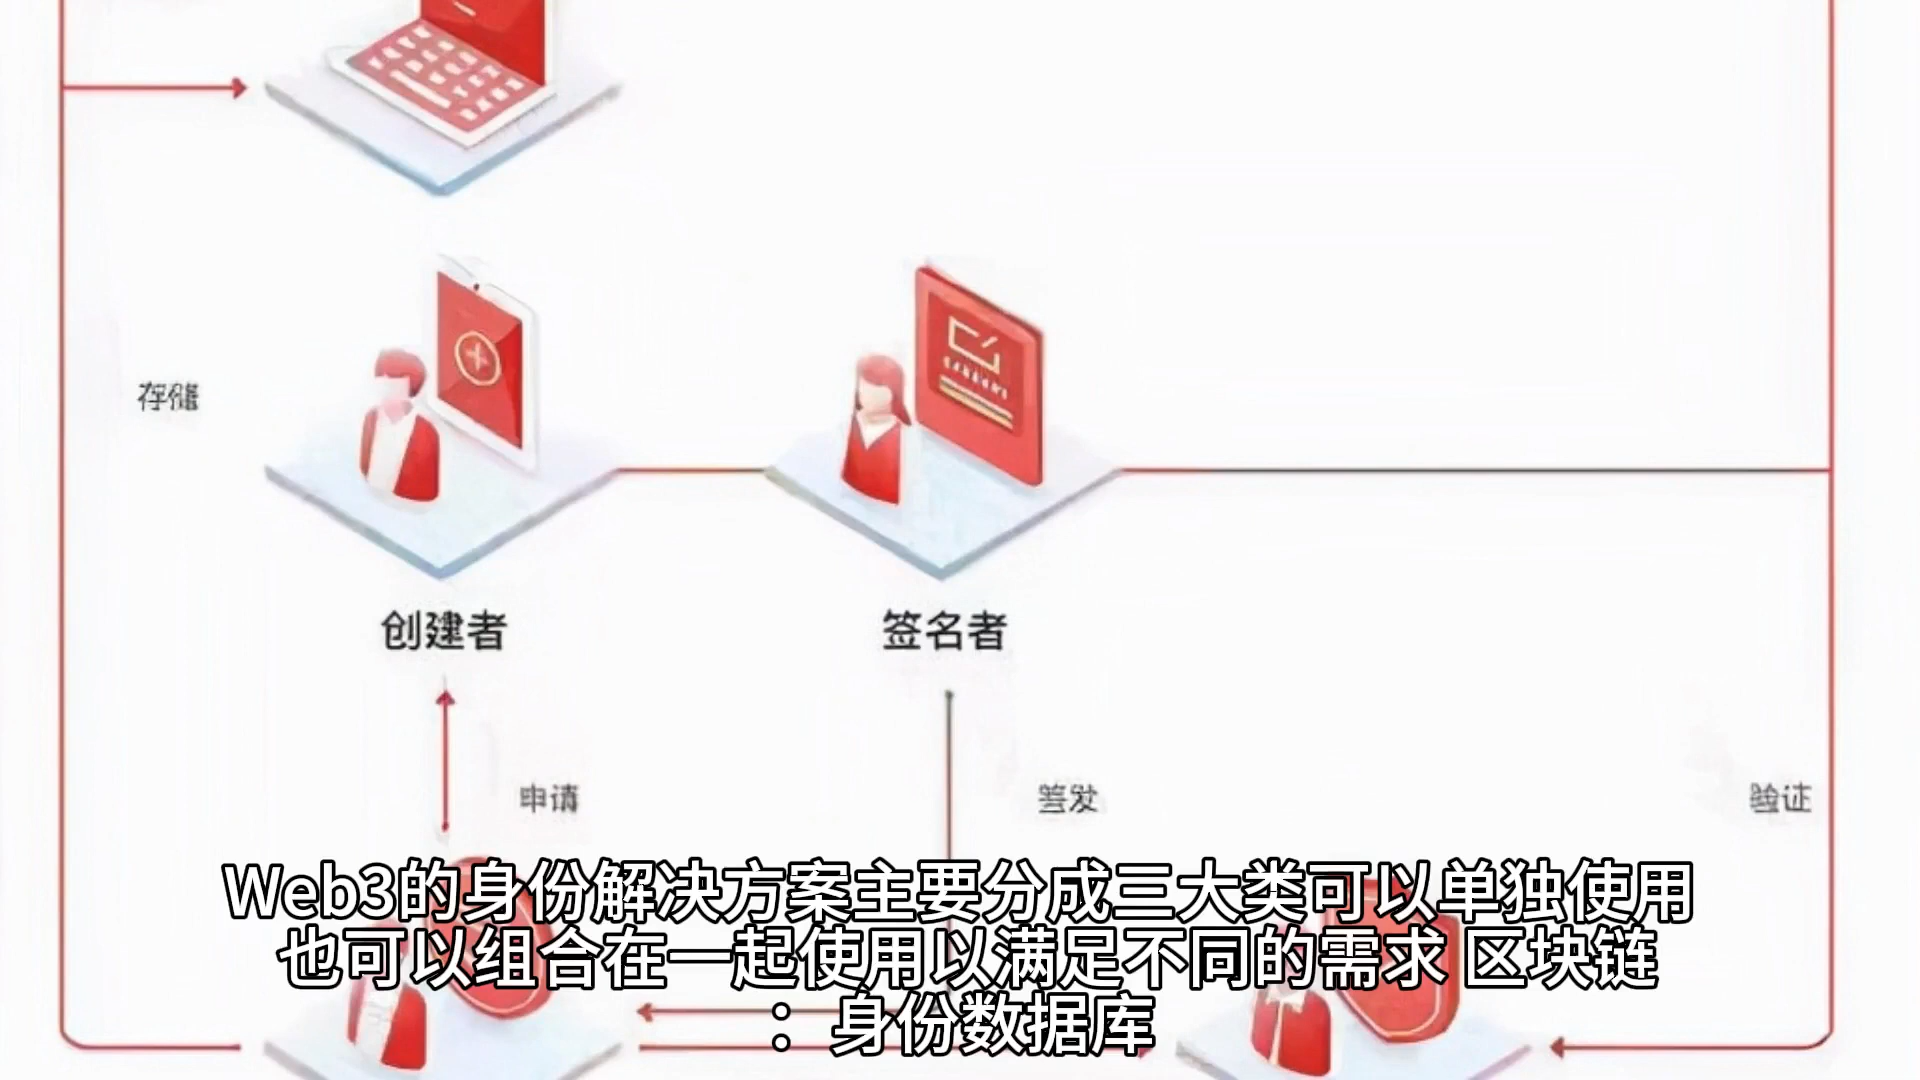 存储
创建者
签名者
申请
签发
验证
Web3的身份解决方案主要分成三大类可以单独使用
也可以组合在一起使用以满足不同的需求 区块链
：身份数据库